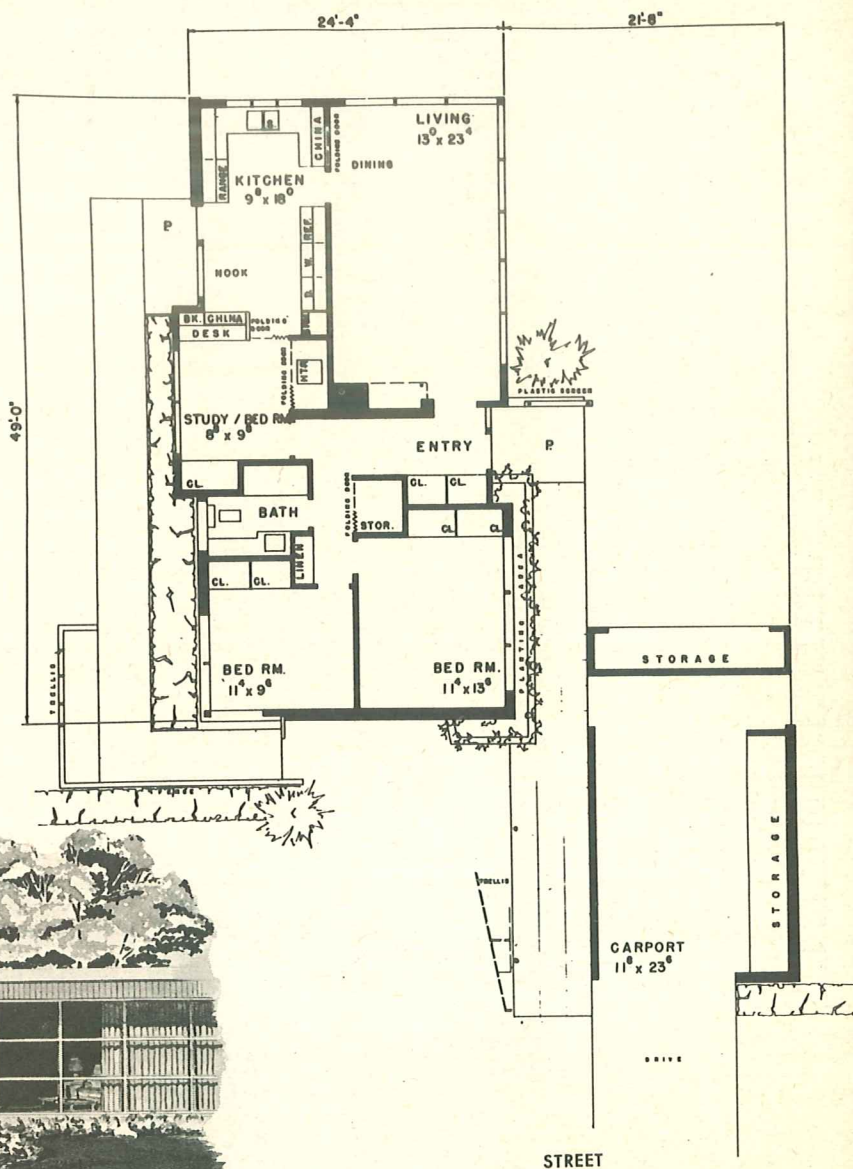 24'-4"
21'-8"
49'-0"
LIVING
13⁰ x 23⁴
DINING
FOLDING DOOR
CHINA
S
RANGE
KITCHEN
9⁸ x 18⁰
P.
REF.
W.
D.
NOOK
BK. CHINA
DESK
FOLDING DOOR
FOLDING DOOR
HTR.
STUDY / BED RM.
8⁸ x 9⁸
PLASTIC SCREEN
ENTRY
P.
CL.
CL.
CL.
BATH
FOLDING DOOR
STOR.
CL.
CL.
LINEN
CL.
CL.
PLANTING AREA
BED RM.
11⁴ x 9⁶
BED RM.
11⁴ x 13⁶
STORAGE
TRELLIS
STORAGE
TRELLIS
CARPORT
11⁸ x 23⁶
DRIVE
STREET